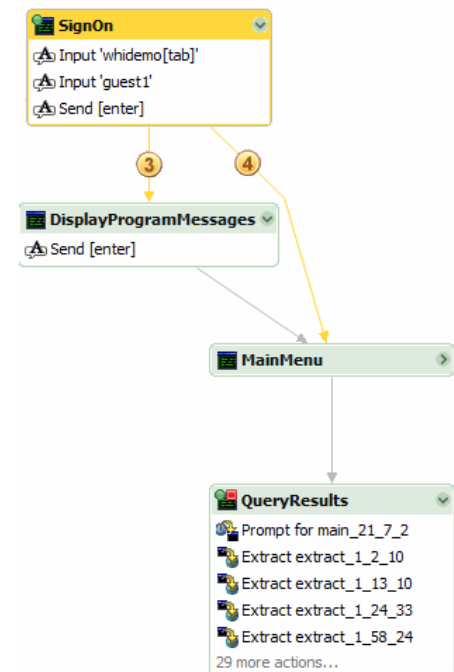 SignOn
Input 'whidemo[tab]'
Input 'guest1'
Send [enter]
3
4
DisplayProgramMessages
Send [enter]
MainMenu
QueryResults
Prompt for main_21_7_2
Extract extract_1_2_10
Extract extract_1_13_10
Extract extract_1_24_33
Extract extract_1_58_24
29 more actions...